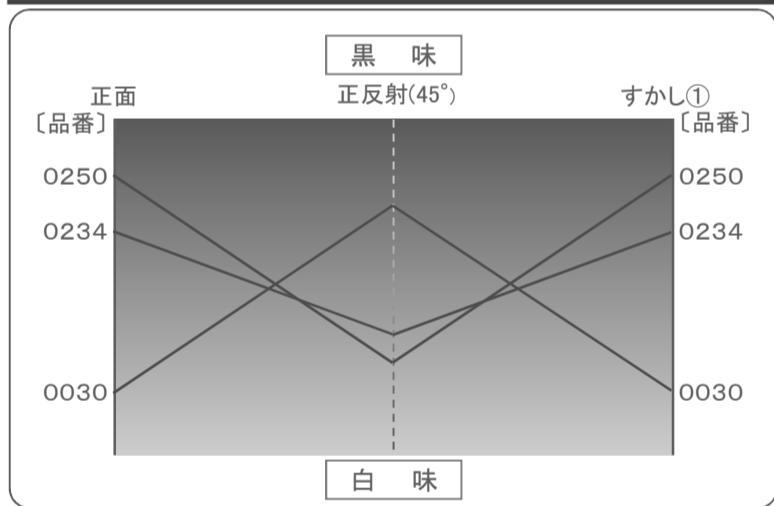 黒 味
正面 正反射(45°) すかし①
〔品番〕 〔品番〕
0250 0250
0234 0234
0030 0030
白 味